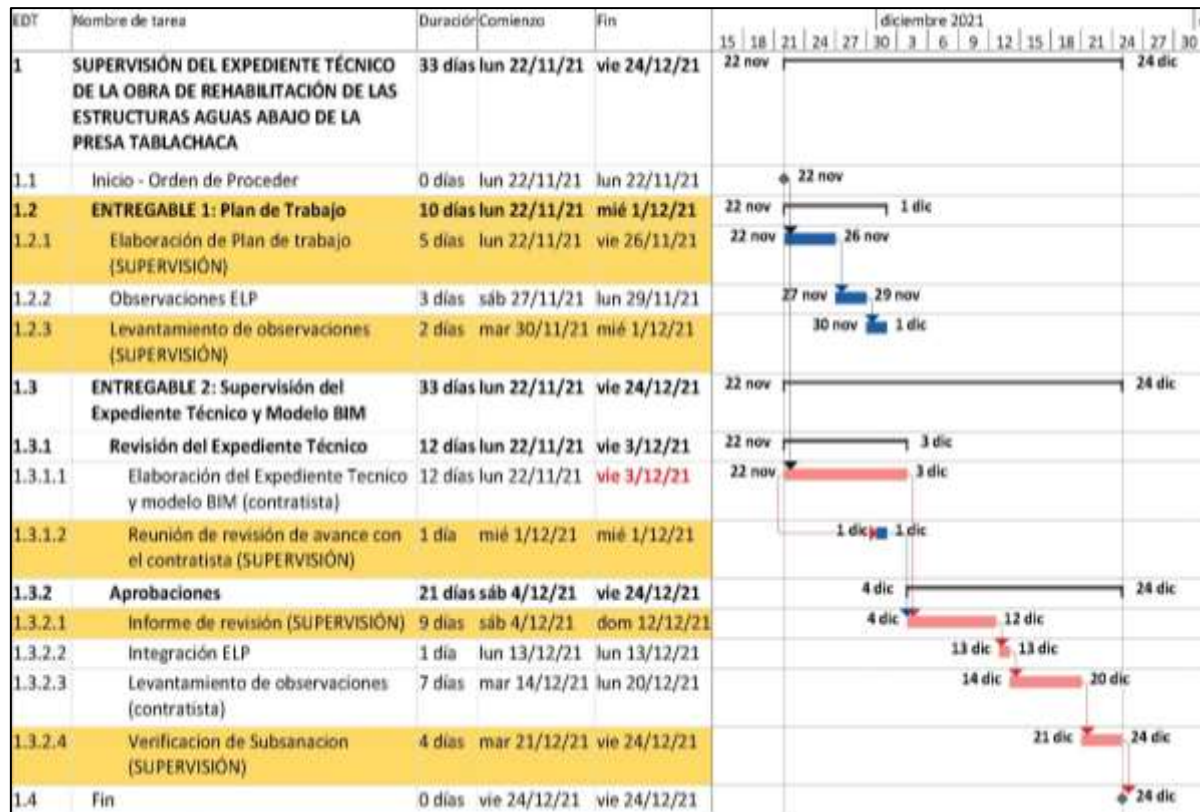 EDT Nombre de tarea Duración Comienzo Fin diciembre 2021
15 18 21 24 27 30 3 6 9 12 15 18 21 24 27 30
1 SUPERVISIÓN DEL EXPEDIENTE TÉCNICO 33 días lun 22/11/21 vie 24/12/21 22 nov 24 dic
DE LA OBRA DE REHABILITACIÓN DE LAS
ESTRUCTURAS AGUAS ABAJO DE LA
PRESA TABLACHACA
1.1 Inicio - Orden de Proceder 0 días lun 22/11/21 lun 22/11/21 22 nov
1.2 ENTREGABLE 1: Plan de Trabajo 10 días lun 22/11/21 mié 1/12/21 22 nov 1 dic
1.2.1 Elaboración de Plan de trabajo 5 días lun 22/11/21 vie 26/11/21 22 nov 26 nov
(SUPERVISIÓN)
1.2.2 Observaciones ELP 3 días sáb 27/11/21 lun 29/11/21 27 nov 29 nov
1.2.3 Levantamiento de observaciones 2 días mar 30/11/21 mié 1/12/21 30 nov 1 dic
(SUPERVISIÓN)
1.3 ENTREGABLE 2: Supervisión del 33 días lun 22/11/21 vie 24/12/21 22 nov 24 dic
Expediente Técnico y Modelo BIM
1.3.1 Revisión del Expediente Técnico 12 días lun 22/11/21 vie 3/12/21 22 nov 3 dic
1.3.1.1 Elaboración del Expediente Tecnico 12 días lun 22/11/21 vie 3/12/21 22 nov 3 dic
y modelo BIM (contratista)
1.3.1.2 Reunión de revisión de avance con 1 día mié 1/12/21 mié 1/12/21 1 dic 1 dic
el contratista (SUPERVISIÓN)
1.3.2 Aprobaciones 21 días sáb 4/12/21 vie 24/12/21 4 dic 24 dic
1.3.2.1 Informe de revisión (SUPERVISIÓN) 9 días sáb 4/12/21 dom 12/12/21 4 dic 12 dic
1.3.2.2 Integración ELP 1 día lun 13/12/21 lun 13/12/21 13 dic 13 dic
1.3.2.3 Levantamiento de observaciones 7 días mar 14/12/21 lun 20/12/21 14 dic 20 dic
(contratista)
1.3.2.4 Verificacion de Subsanacion 4 días mar 21/12/21 vie 24/12/21 21 dic 24 dic
(SUPERVISIÓN)
1.4 Fin 0 días vie 24/12/21 vie 24/12/21 24 dic